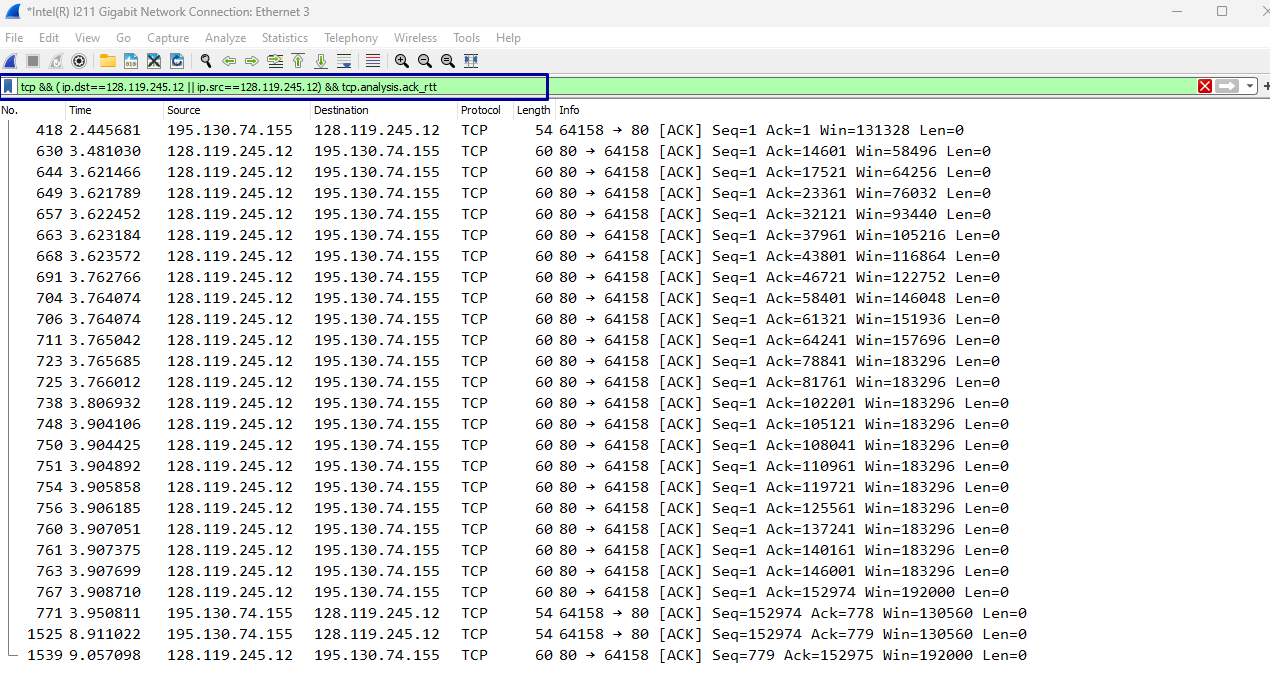 *Intel(R) I211 Gigabit Network Connection: Ethernet 3
File Edit View Go Capture Analyze Statistics Telephony Wireless Tools Help
tcp && ( ip.dst==128.119.245.12 || ip.src==128.119.245.12) && tcp.analysis.ack_rtt
No. Time Source Destination Protocol Length Info
418 2.445681 195.130.74.155 128.119.245.12 TCP 54 64158 → 80 [ACK] Seq=1 Ack=1 Win=131328 Len=0
630 3.481030 128.119.245.12 195.130.74.155 TCP 60 80 → 64158 [ACK] Seq=1 Ack=14601 Win=58496 Len=0
644 3.621466 128.119.245.12 195.130.74.155 TCP 60 80 → 64158 [ACK] Seq=1 Ack=17521 Win=64256 Len=0
649 3.621789 128.119.245.12 195.130.74.155 TCP 60 80 → 64158 [ACK] Seq=1 Ack=23361 Win=76032 Len=0
657 3.622452 128.119.245.12 195.130.74.155 TCP 60 80 → 64158 [ACK] Seq=1 Ack=32121 Win=93440 Len=0
663 3.623184 128.119.245.12 195.130.74.155 TCP 60 80 → 64158 [ACK] Seq=1 Ack=37961 Win=105216 Len=0
668 3.623572 128.119.245.12 195.130.74.155 TCP 60 80 → 64158 [ACK] Seq=1 Ack=43801 Win=116864 Len=0
691 3.762766 128.119.245.12 195.130.74.155 TCP 60 80 → 64158 [ACK] Seq=1 Ack=46721 Win=122752 Len=0
704 3.764074 128.119.245.12 195.130.74.155 TCP 60 80 → 64158 [ACK] Seq=1 Ack=58401 Win=146048 Len=0
706 3.764074 128.119.245.12 195.130.74.155 TCP 60 80 → 64158 [ACK] Seq=1 Ack=61321 Win=151936 Len=0
711 3.765042 128.119.245.12 195.130.74.155 TCP 60 80 → 64158 [ACK] Seq=1 Ack=64241 Win=157696 Len=0
723 3.765685 128.119.245.12 195.130.74.155 TCP 60 80 → 64158 [ACK] Seq=1 Ack=78841 Win=183296 Len=0
725 3.766012 128.119.245.12 195.130.74.155 TCP 60 80 → 64158 [ACK] Seq=1 Ack=81761 Win=183296 Len=0
738 3.806932 128.119.245.12 195.130.74.155 TCP 60 80 → 64158 [ACK] Seq=1 Ack=102201 Win=183296 Len=0
748 3.904106 128.119.245.12 195.130.74.155 TCP 60 80 → 64158 [ACK] Seq=1 Ack=105121 Win=183296 Len=0
750 3.904425 128.119.245.12 195.130.74.155 TCP 60 80 → 64158 [ACK] Seq=1 Ack=108041 Win=183296 Len=0
751 3.904892 128.119.245.12 195.130.74.155 TCP 60 80 → 64158 [ACK] Seq=1 Ack=110961 Win=183296 Len=0
754 3.905858 128.119.245.12 195.130.74.155 TCP 60 80 → 64158 [ACK] Seq=1 Ack=119721 Win=183296 Len=0
756 3.906185 128.119.245.12 195.130.74.155 TCP 60 80 → 64158 [ACK] Seq=1 Ack=125561 Win=183296 Len=0
760 3.907051 128.119.245.12 195.130.74.155 TCP 60 80 → 64158 [ACK] Seq=1 Ack=137241 Win=183296 Len=0
761 3.907375 128.119.245.12 195.130.74.155 TCP 60 80 → 64158 [ACK] Seq=1 Ack=140161 Win=183296 Len=0
763 3.907699 128.119.245.12 195.130.74.155 TCP 60 80 → 64158 [ACK] Seq=1 Ack=146001 Win=183296 Len=0
767 3.908710 128.119.245.12 195.130.74.155 TCP 60 80 → 64158 [ACK] Seq=1 Ack=152974 Win=192000 Len=0
771 3.950811 195.130.74.155 128.119.245.12 TCP 54 64158 → 80 [ACK] Seq=152974 Ack=778 Win=130560 Len=0
1525 8.911022 195.130.74.155 128.119.245.12 TCP 54 64158 → 80 [ACK] Seq=152974 Ack=779 Win=130560 Len=0
1539 9.057098 128.119.245.12 195.130.74.155 TCP 60 80 → 64158 [ACK] Seq=779 Ack=152975 Win=192000 Len=0